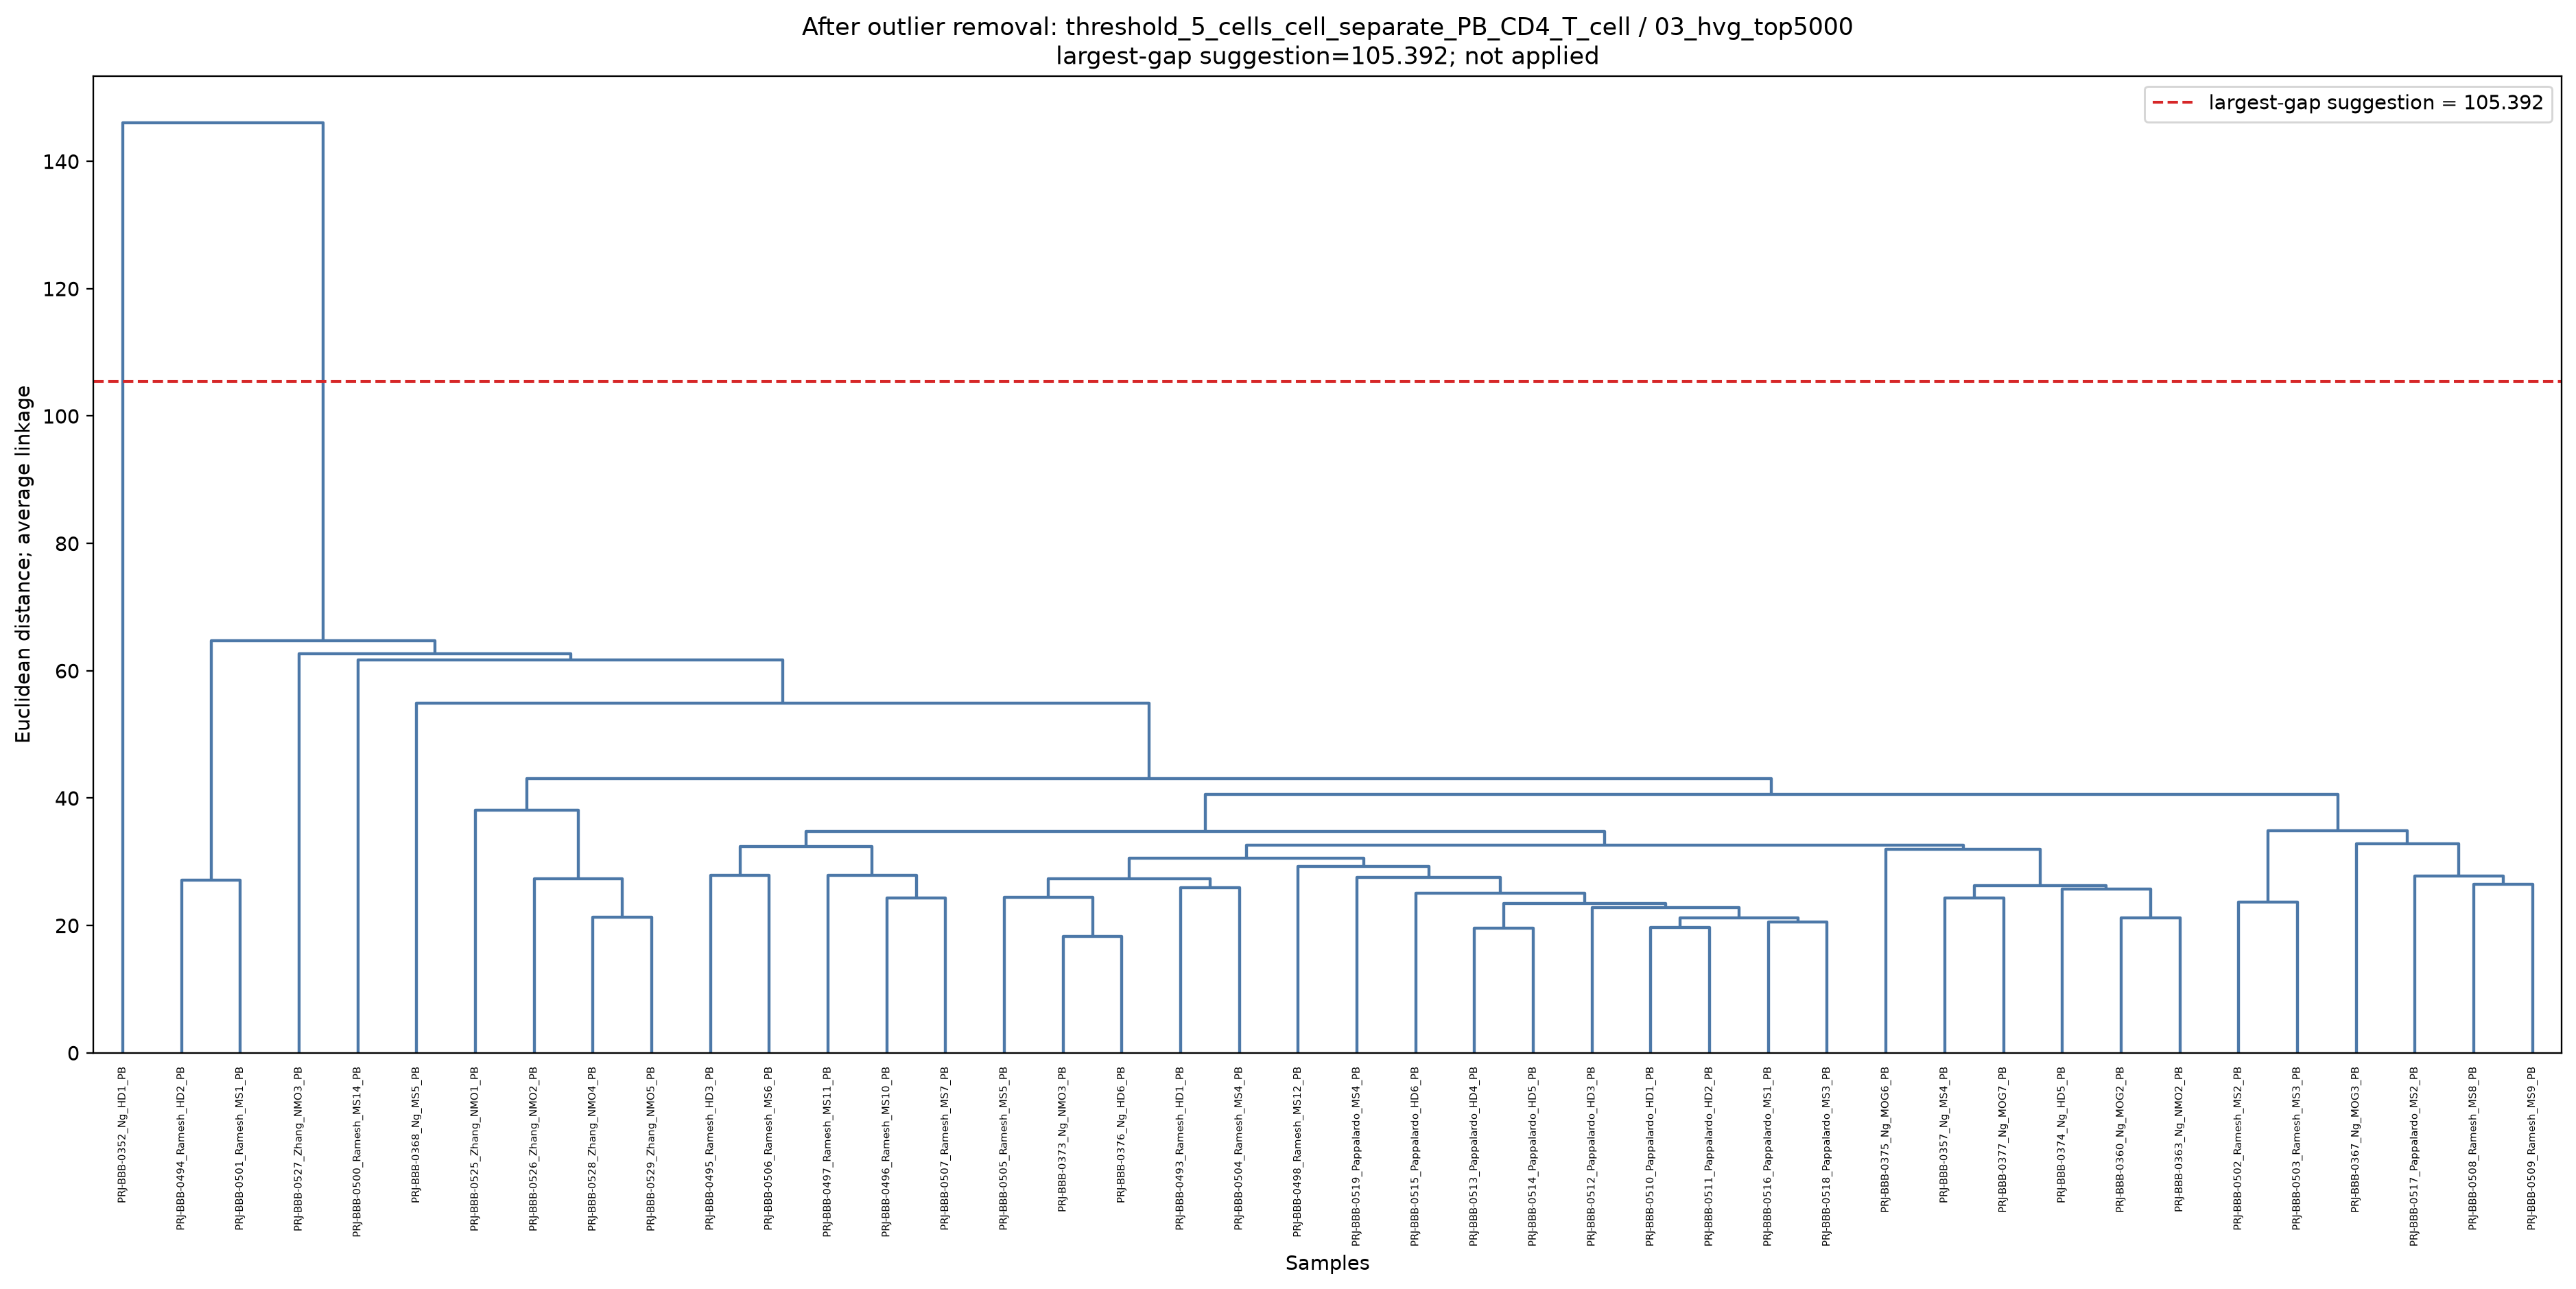 After outlier removal: threshold_5_cells_cell_separate_PB_CD4_T_cell / 03_hvg_top5000
largest-gap suggestion=105.392; not applied
largest-gap suggestion = 105.392
Euclidean distance; average linkage
140
120
100
80
60
40
20
0
PRJ-BBB-0352_Ng_HD1_PB
PRJ-BBB-0494_Ramesh_HD2_PB
PRJ-BBB-0501_Ramesh_MS1_PB
PRJ-BBB-0527_Zhang_NMO3_PB
PRJ-BBB-0500_Ramesh_MS14_PB
PRJ-BBB-0368_Ng_MS5_PB
PRJ-BBB-0525_Zhang_NMO1_PB
PRJ-BBB-0526_Zhang_NMO2_PB
PRJ-BBB-0528_Zhang_NMO4_PB
PRJ-BBB-0529_Zhang_NMO5_PB
PRJ-BBB-0495_Ramesh_HD3_PB
PRJ-BBB-0506_Ramesh_MS6_PB
PRJ-BBB-0497_Ramesh_MS11_PB
PRJ-BBB-0496_Ramesh_MS10_PB
PRJ-BBB-0507_Ramesh_MS7_PB
PRJ-BBB-0505_Ramesh_MS5_PB
PRJ-BBB-0373_Ng_NMO3_PB
PRJ-BBB-0376_Ng_HD6_PB
PRJ-BBB-0493_Ramesh_HD1_PB
PRJ-BBB-0504_Ramesh_MS4_PB
PRJ-BBB-0498_Ramesh_MS12_PB
PRJ-BBB-0519_Pappalardo_MS4_PB
PRJ-BBB-0515_Pappalardo_HD6_PB
PRJ-BBB-0513_Pappalardo_HD4_PB
PRJ-BBB-0514_Pappalardo_HD5_PB
PRJ-BBB-0512_Pappalardo_HD3_PB
PRJ-BBB-0510_Pappalardo_HD1_PB
PRJ-BBB-0511_Pappalardo_HD2_PB
PRJ-BBB-0516_Pappalardo_MS1_PB
PRJ-BBB-0518_Pappalardo_MS3_PB
PRJ-BBB-0375_Ng_MOG6_PB
PRJ-BBB-0357_Ng_MS4_PB
PRJ-BBB-0377_Ng_MOG7_PB
PRJ-BBB-0374_Ng_HD5_PB
PRJ-BBB-0360_Ng_MOG2_PB
PRJ-BBB-0363_Ng_NMO2_PB
PRJ-BBB-0502_Ramesh_MS2_PB
PRJ-BBB-0503_Ramesh_MS3_PB
PRJ-BBB-0367_Ng_MOG3_PB
PRJ-BBB-0517_Pappalardo_MS2_PB
PRJ-BBB-0508_Ramesh_MS8_PB
PRJ-BBB-0509_Ramesh_MS9_PB
Samples